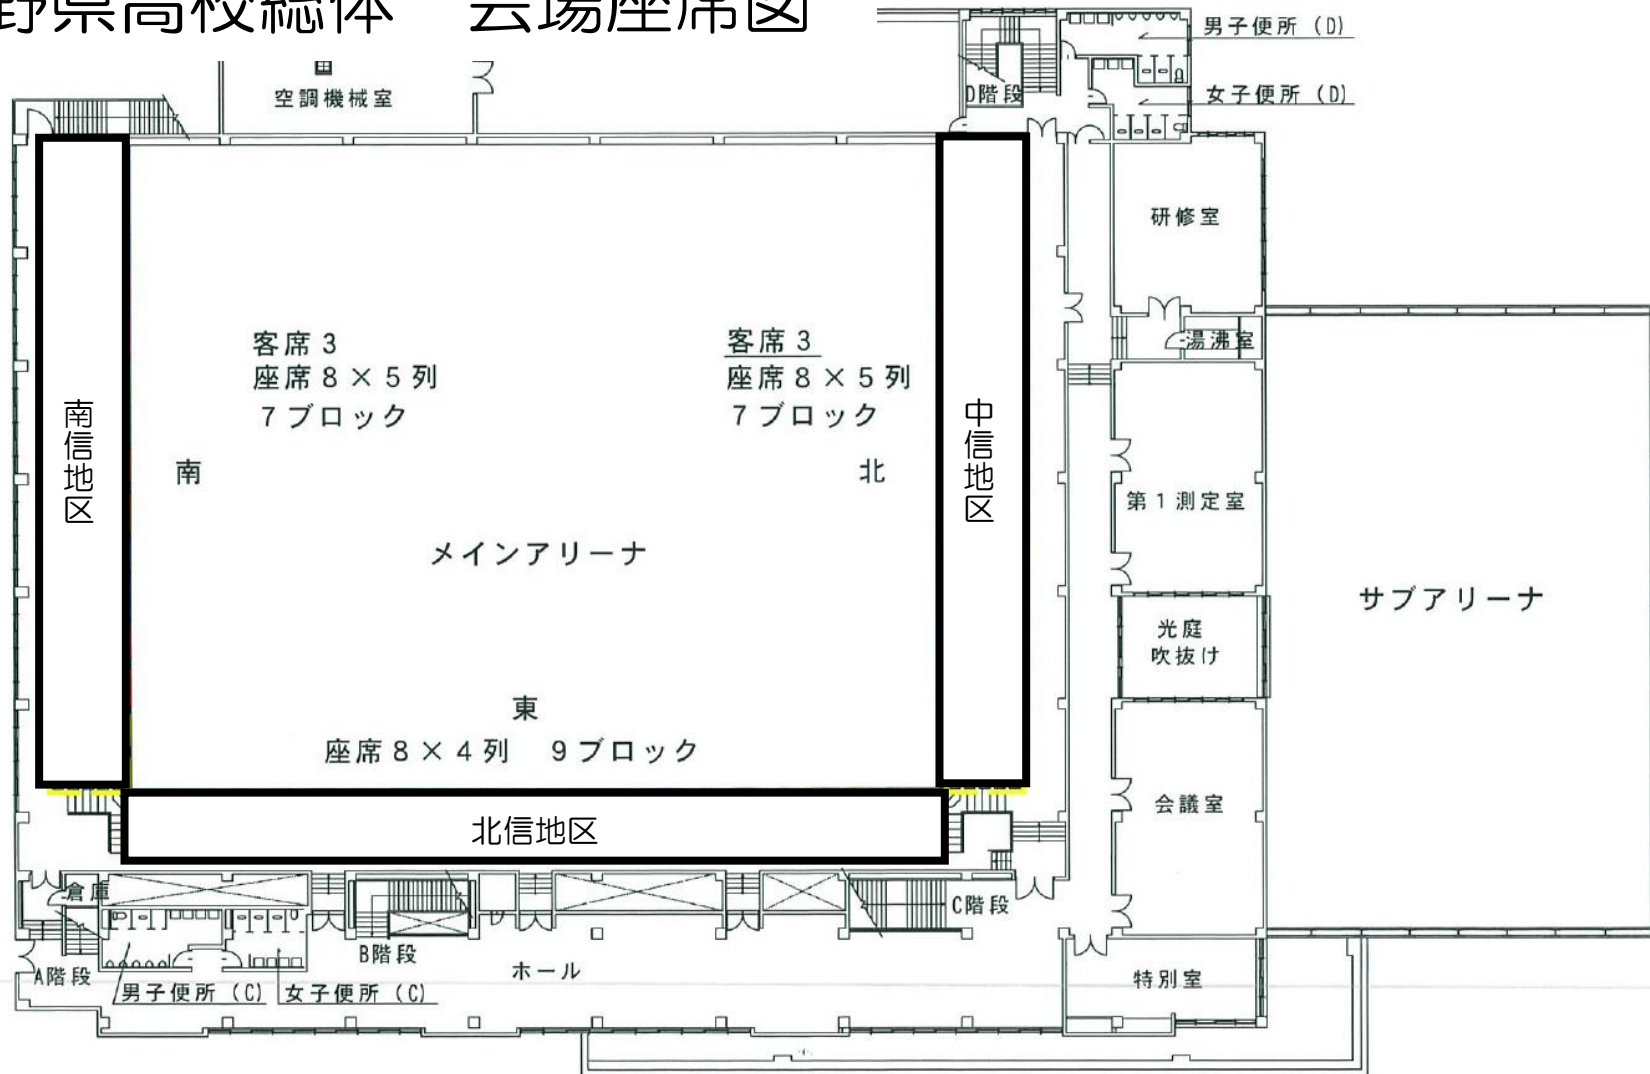 野県高校総体　会場座席図
男子便所（D）
空調機械室
D階段
女子便所（D）
研修室
湯沸室
客席３
座席８×５列
７ブロック
客席３
座席８×５列
７ブロック
南信地区
中信地区
南
北
第１測定室
メインアリーナ
サブアリーナ
光庭
吹抜け
東
座席８×４列　９ブロック
会議室
北信地区
倉庫
C階段
B階段
A階段
ホール
特別室
男子便所（C）
女子便所（C）